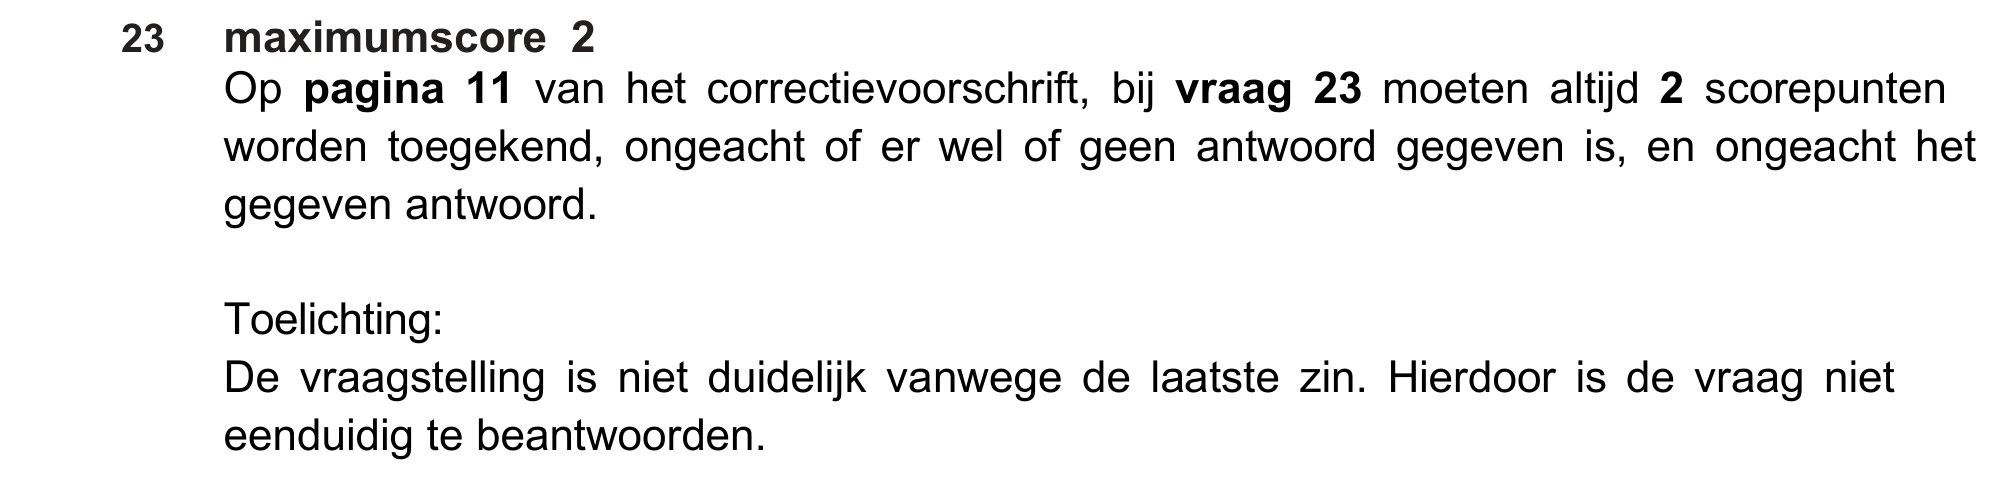 23 maximumscore 2
Op pagina 11 van het correctievoorschrift, bij vraag 23 moeten altijd 2 scorepunten
worden toegekend, ongeacht of er wel of geen antwoord gegeven is, en ongeacht het
gegeven antwoord.
Toelichting:
De vraagstelling is niet duidelijk vanwege de laatste zin. Hierdoor is de vraag niet
eenduidig te beantwoorden.